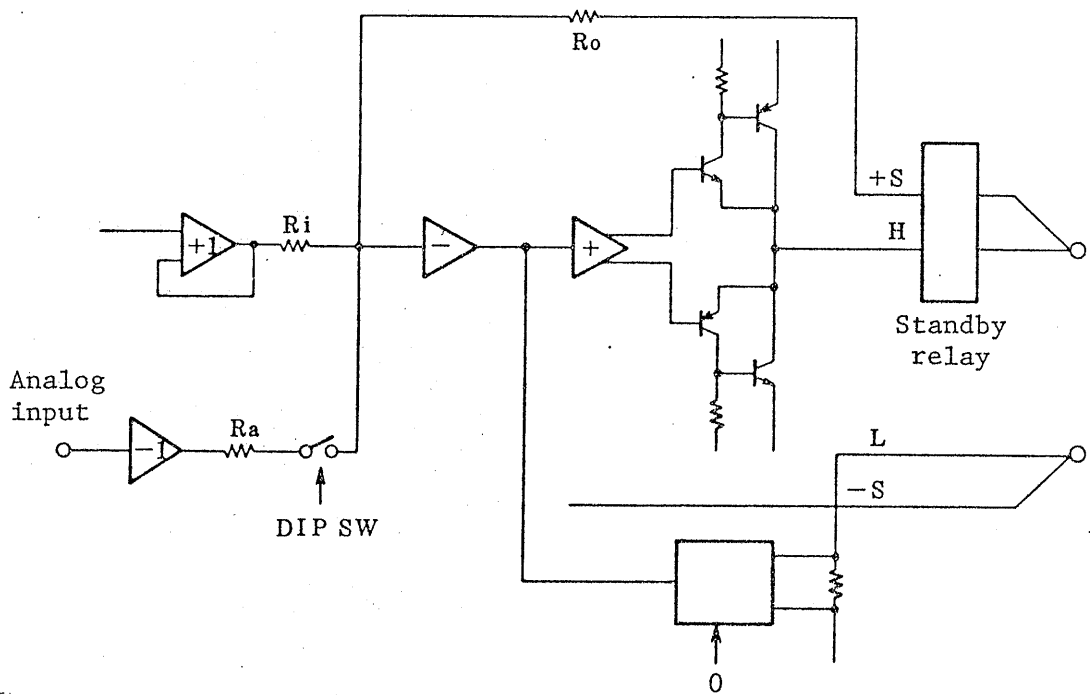 Ro
+S
H
Standby
relay
+1
Ri
−
+
Analog
input
−1
Ra
DIP SW
L
−S
0